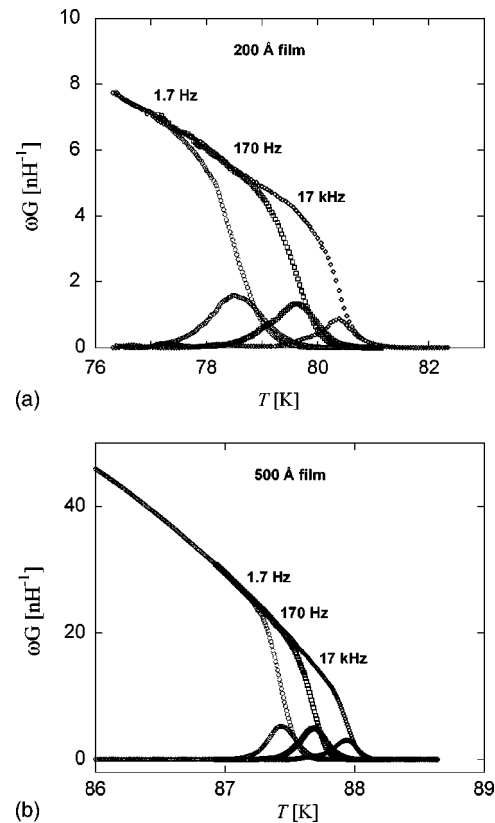 10
200 Å film
8
1.7 Hz
6
170 Hz
ωG [nH⁻¹]
17 kHz
4
2
0
76 78 80 82
(a)
T [K]
500 Å film
40
1.7 Hz
ωG [nH⁻¹]
170 Hz
20
17 kHz
0
86 87 88 89
(b)
T [K]